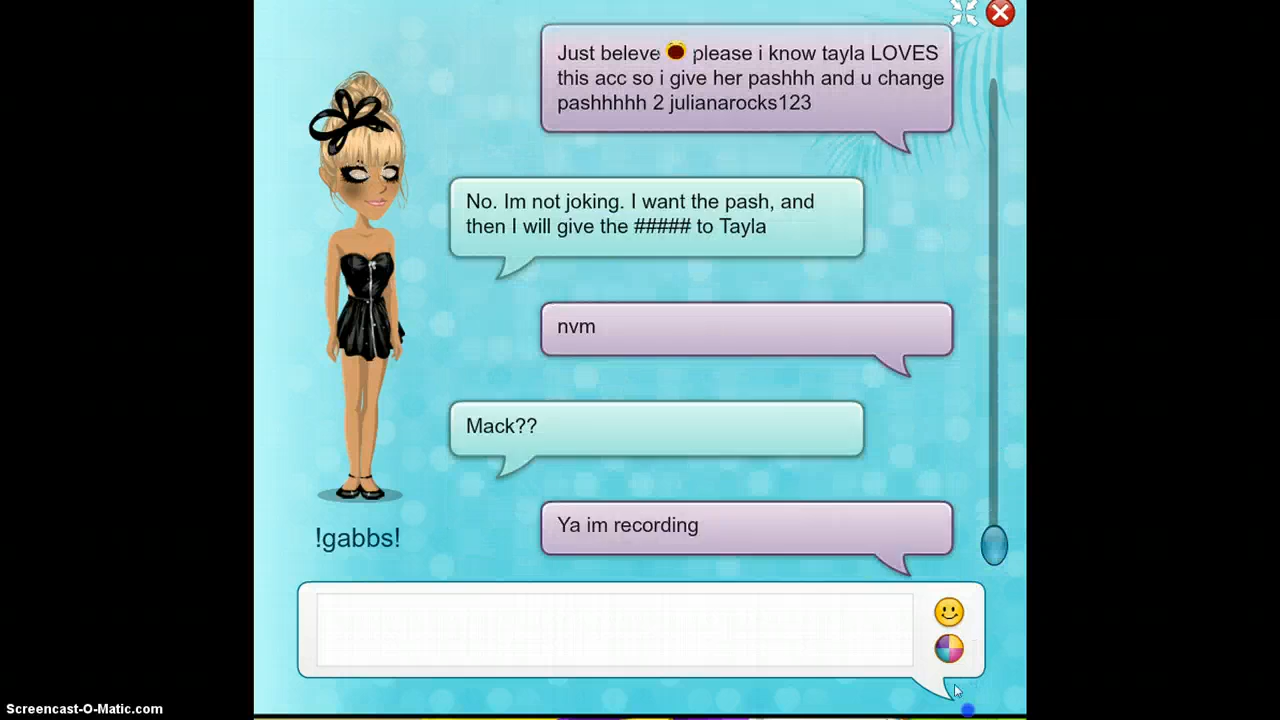 Just beleve please i know tayla LOVES
this acc so i give her pashhh and u change
pashhhhh 2 julianarocks123
No. Im not joking. I want the pash, and
then I will give the ##### to Tayla
nvm
Mack??
Ya im recording
!gabbs!
Screencast-O-Matic.com